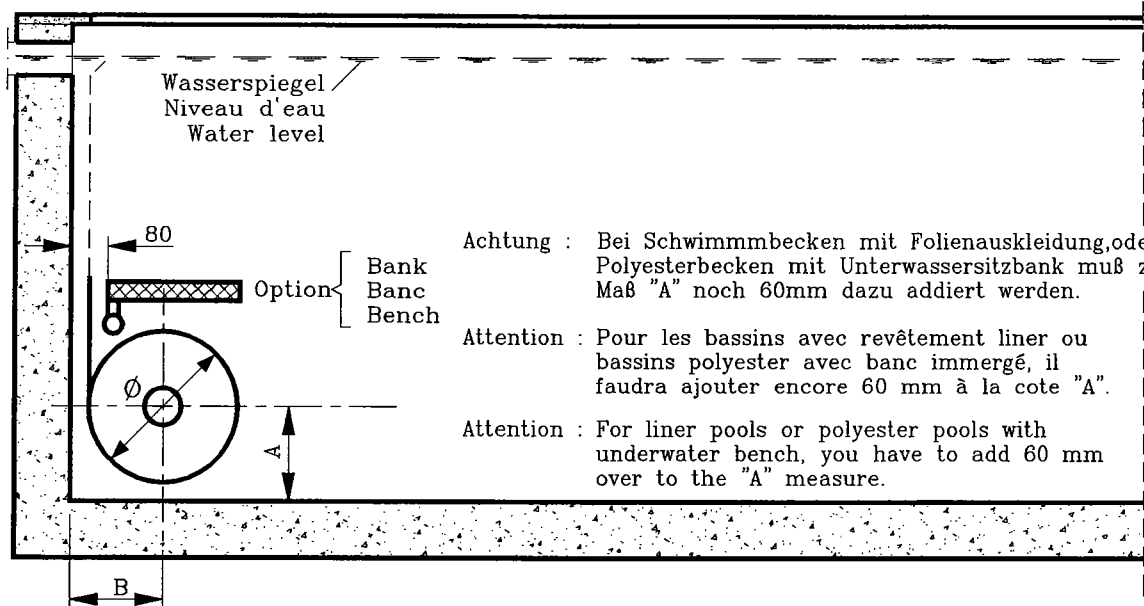 Wasserspiegel
Niveau d'eau
Water level
80
Option
Bank
Banc
Bench
Achtung : Bei Schwimmmbecken mit Folienauskleidung,ode
Polyesterbecken mit Unterwassersitzbank muß z
Maß "A" noch 60mm dazu addiert werden.
Attention : Pour les bassins avec revêtement liner ou
bassins polyester avec banc immergé, il
faudra ajouter encore 60 mm à la cote "A".
Attention : For liner pools or polyester pools with
underwater bench, you have to add 60 mm
over to the "A" measure.
Ø
A
B